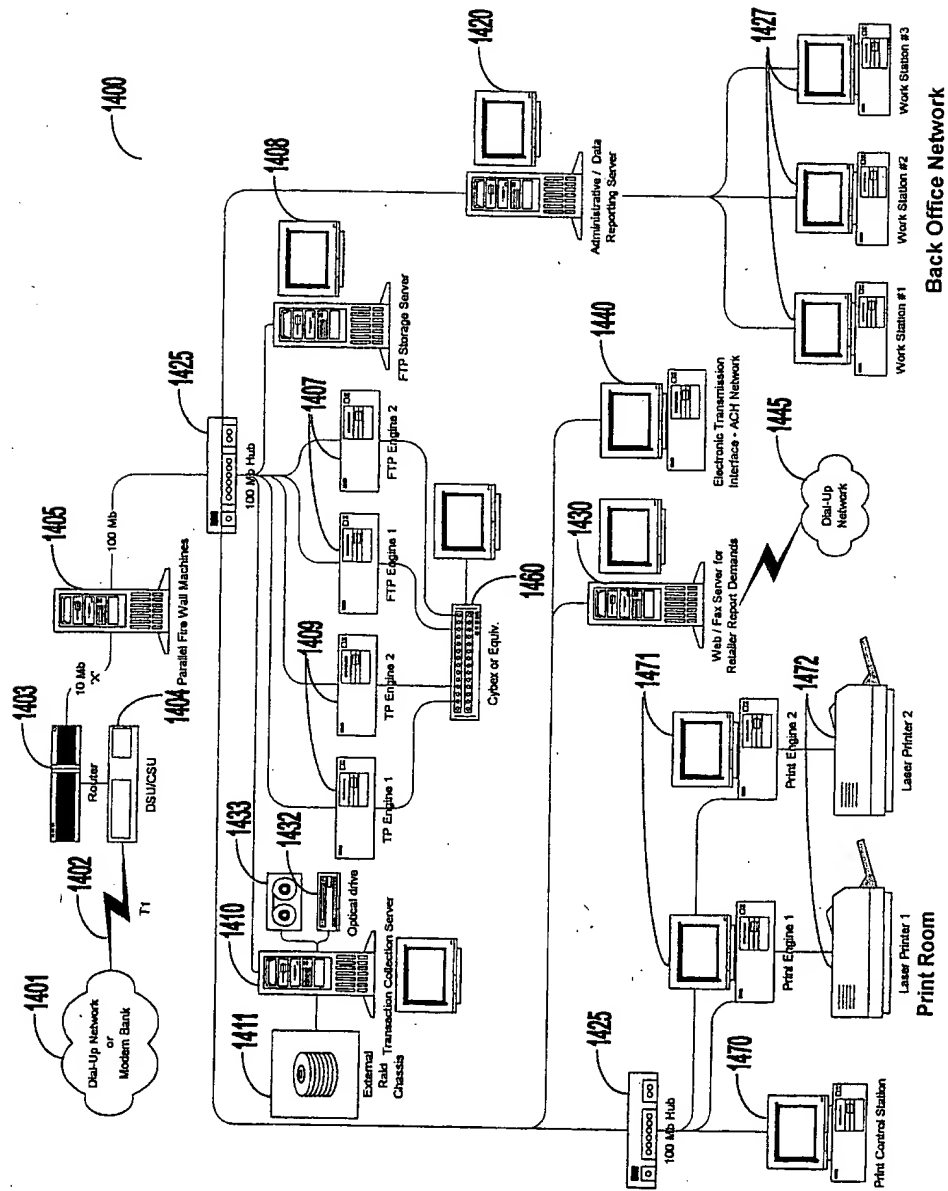 1400
1401
Dial-Up Network
or
Modem Bank
1402
T1
1403
Router
1404
DSU/CSU
10 Mb
"X"
1405
Parallel Fire Wall Machines
100 Mb
1425
100 Mb Hub
1408
FTP Storage Server
1420
Administrative / Data
Reporting Server
1427
Work Station #1
Work Station #2
Work Station #3
Back Office Network
1411
External
Raid
Chassis
1410
Transaction Collection Server
1433
1432
Optical drive
1409
TP Engine 1
TP Engine 2
1407
FTP Engine 1
FTP Engine 2
1460
Cybex or Equiv.
1430
Web / Fax Server for
Retailer Report Demands
1440
Electronic Transmission
Interface - ACH Network
1445
Dial-Up
Network
1425
100 Mb Hub
1470
Print Control Station
1471
Print Engine 1
Print Engine 2
1472
Laser Printer 1
Laser Printer 2
Print Room